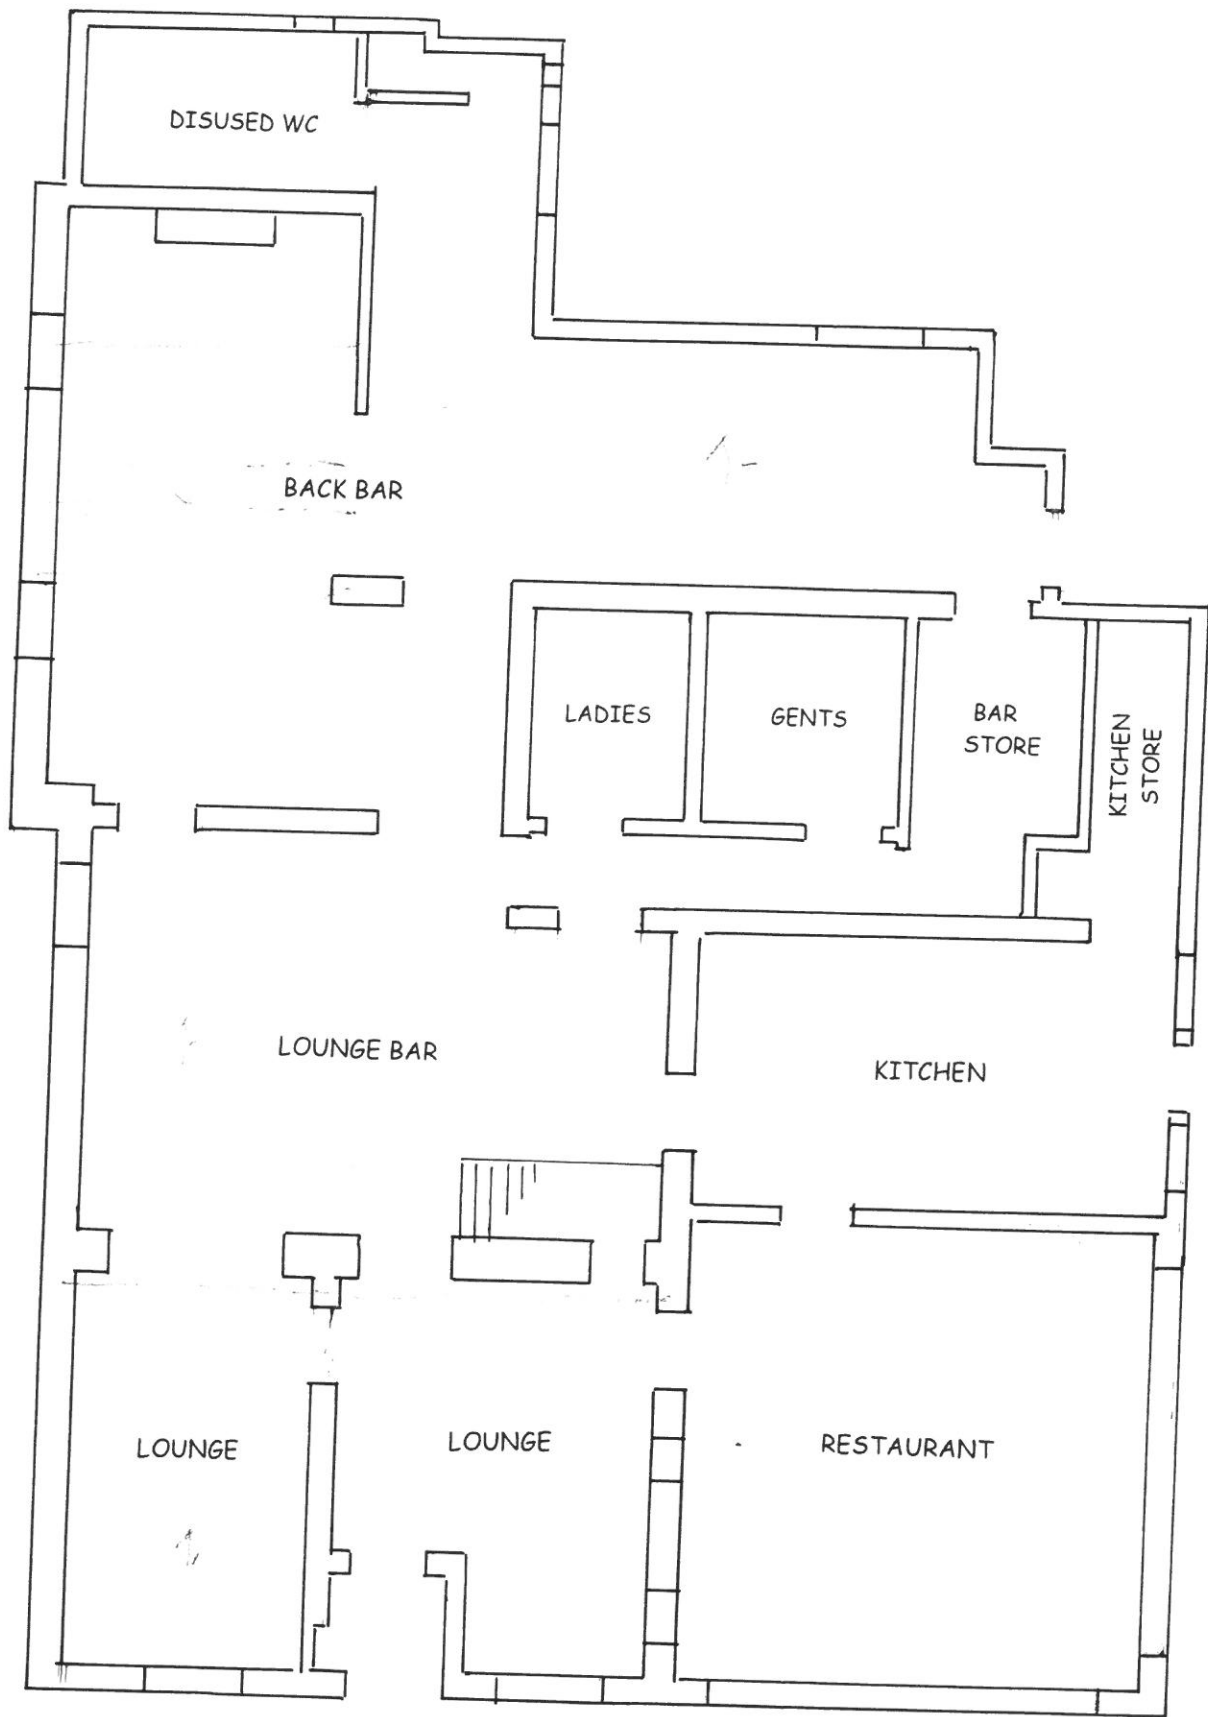 DISUSED WC
BACK BAR
LADIES
GENTS
BAR
STORE
KITCHEN
STORE
LOUNGE BAR
KITCHEN
LOUNGE
LOUNGE
RESTAURANT